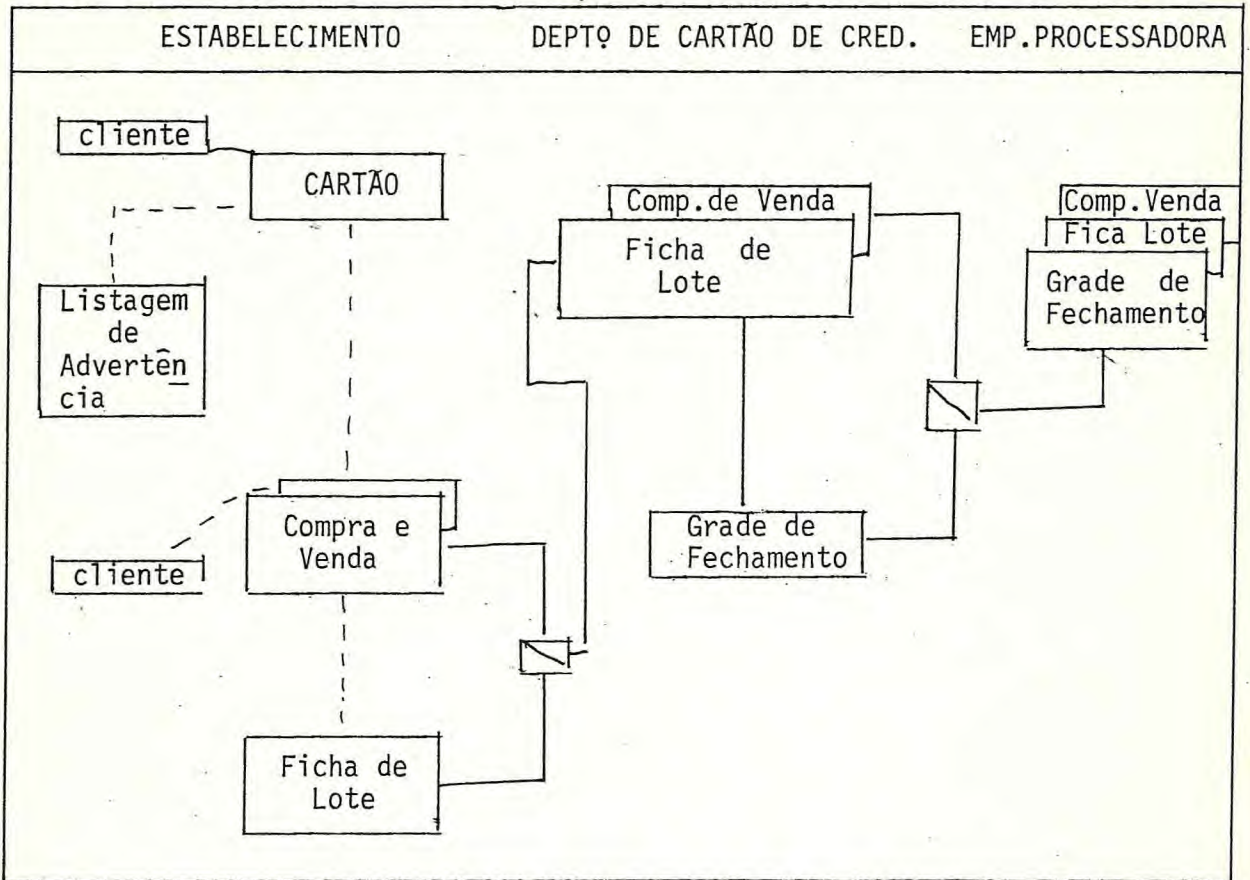 ESTABELECIMENTO DEPTº DE CARTÃO DE CRED. EMP.PROCESSADORA
cliente
CARTÃO
Listagem
de
Advertên
cia
Compra e
Venda
cliente
Ficha de
Lote
Comp.de Venda
Ficha de
Lote
Grade de
Fechamento
Comp.Venda
Fica Lote
Grade de
Fechamento